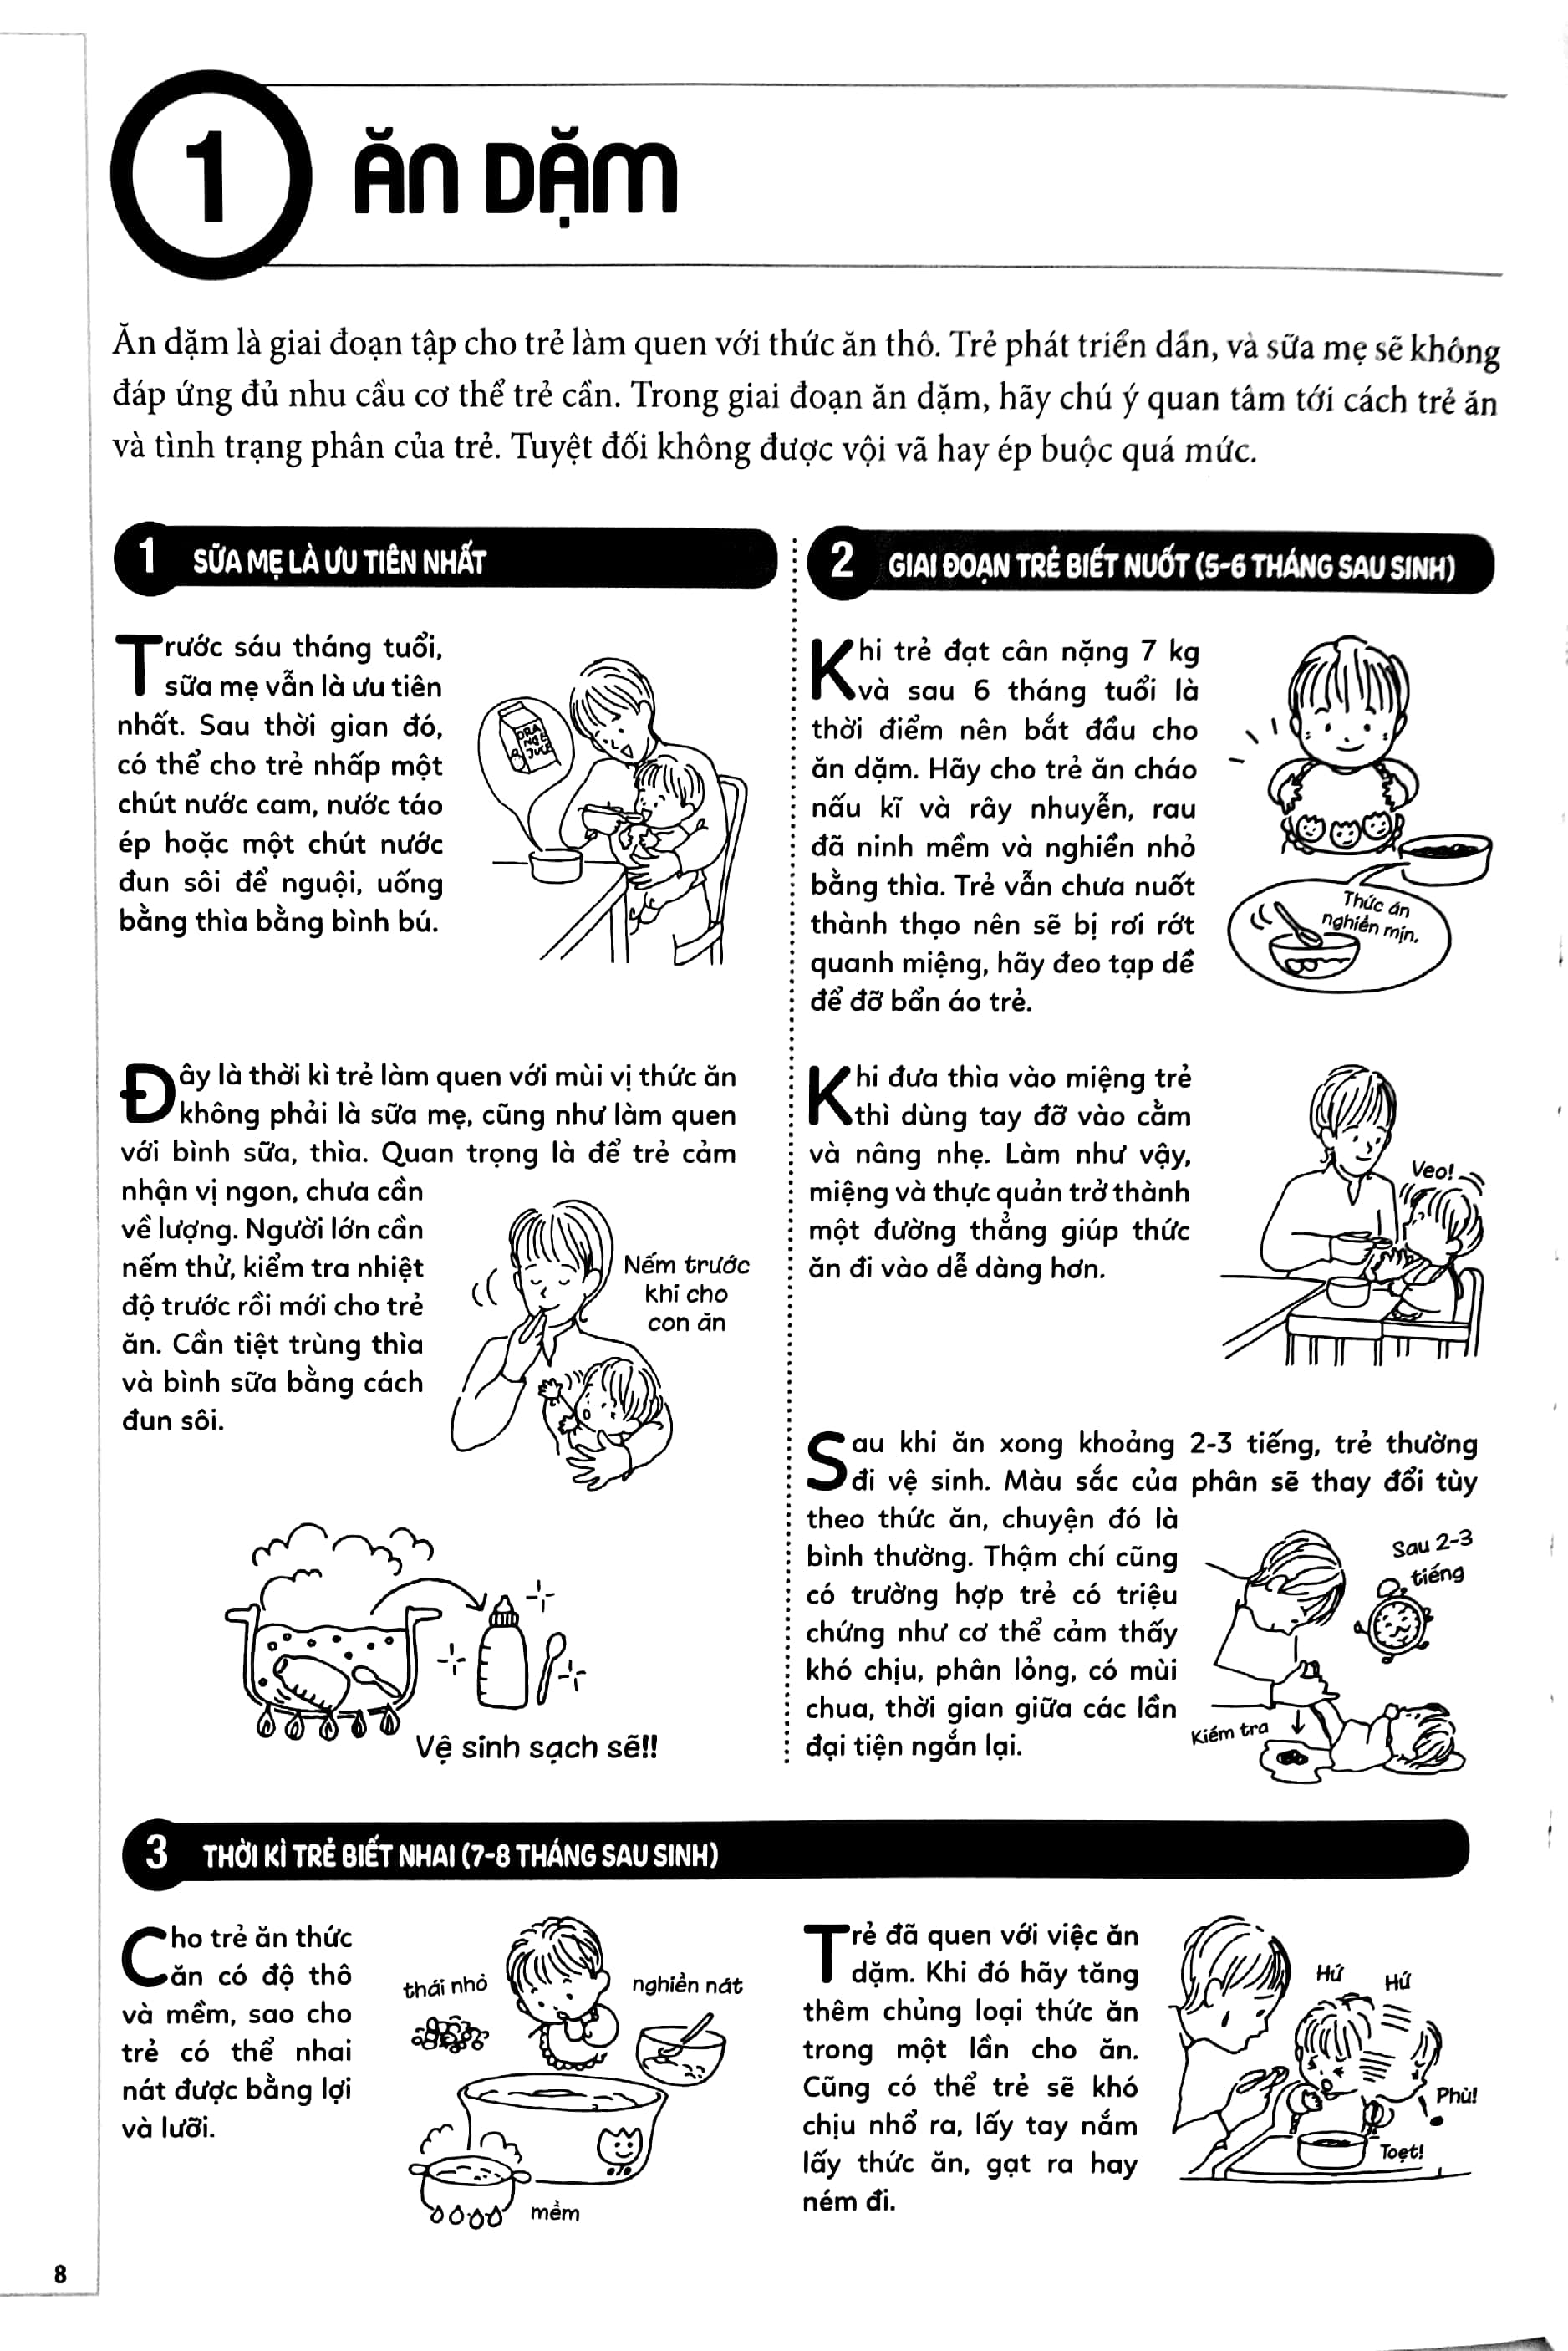 1
ĂN DẶM
Ăn dặm là giai đoạn tập cho trẻ làm quen với thức ăn thô. Trẻ phát triển dần, và sữa mẹ sẽ không
đáp ứng đủ nhu cầu cơ thể trẻ cần. Trong giai đoạn ăn dặm, hãy chú ý quan tâm tới cách trẻ ăn
và tình trạng phân của trẻ. Tuyệt đối không được vội vã hay ép buộc quá mức.
1 SỮA MẸ LÀ ƯU TIÊN NHẤT
Trước sáu tháng tuổi,
sữa mẹ vẫn là ưu tiên
nhất. Sau thời gian đó,
có thể cho trẻ nhấp một
chút nước cam, nước táo
ép hoặc một chút nước
đun sôi để nguội, uống
bằng thìa bằng bình bú.
ORA
NGE
JUCE
Đây là thời kì trẻ làm quen với mùi vị thức ăn
không phải là sữa mẹ, cũng như làm quen
với bình sữa, thìa. Quan trọng là để trẻ cảm
nhận vị ngon, chưa cần
về lượng. Người lớn cần
nếm thử, kiểm tra nhiệt
độ trước rồi mới cho trẻ
ăn. Cần tiệt trùng thìa
và bình sữa bằng cách
đun sôi.
Nếm trước
khi cho
con ăn
Vệ sinh sạch sẽ!!
2 GIAI ĐOẠN TRẺ BIẾT NUỐT (5-6 THÁNG SAU SINH)
Khi trẻ đạt cân nặng 7 kg
và sau 6 tháng tuổi là
thời điểm nên bắt đầu cho
ăn dặm. Hãy cho trẻ ăn cháo
nấu kĩ và rây nhuyễn, rau
đã ninh mềm và nghiền nhỏ
bằng thìa. Trẻ vẫn chưa nuốt
thành thạo nên sẽ bị rơi rớt
quanh miệng, hãy đeo tạp dề
để đỡ bẩn áo trẻ.
Thức ăn
nghiền mịn.
Khi đưa thìa vào miệng trẻ
thì dùng tay đỡ vào cằm
và nâng nhẹ. Làm như vậy,
miệng và thực quản trở thành
một đường thẳng giúp thức
ăn đi vào dễ dàng hơn.
Veo!
Sau khi ăn xong khoảng 2-3 tiếng, trẻ thường
đi vệ sinh. Màu sắc của phân sẽ thay đổi tùy
theo thức ăn, chuyện đó là
bình thường. Thậm chí cũng
có trường hợp trẻ có triệu
chứng như cơ thể cảm thấy
khó chịu, phân lỏng, có mùi
chua, thời gian giữa các lần
đại tiện ngắn lại.
Sau 2-3
tiếng
Kiểm tra
3 THỜI KÌ TRẺ BIẾT NHAI (7-8 THÁNG SAU SINH)
Cho trẻ ăn thức
ăn có độ thô
và mềm, sao cho
trẻ có thể nhai
nát được bằng lợi
và lưỡi.
thái nhỏ
nghiền nát
mềm
Trẻ đã quen với việc ăn
dặm. Khi đó hãy tăng
thêm chủng loại thức ăn
trong một lần cho ăn.
Cũng có thể trẻ sẽ khó
chịu nhổ ra, lấy tay nắm
lấy thức ăn, gạt ra hay
ném đi.
Hứ
Hứ
Phù!
Toẹt!
8